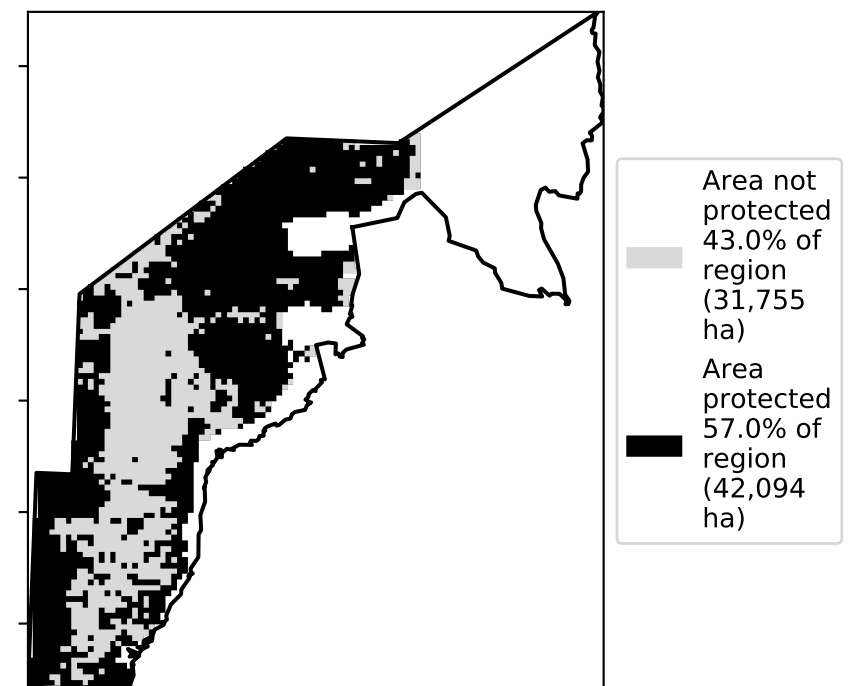 Area not
protected
43.0% of
region
(31,755
ha)
Area
protected
57.0% of
region
(42,094
ha)